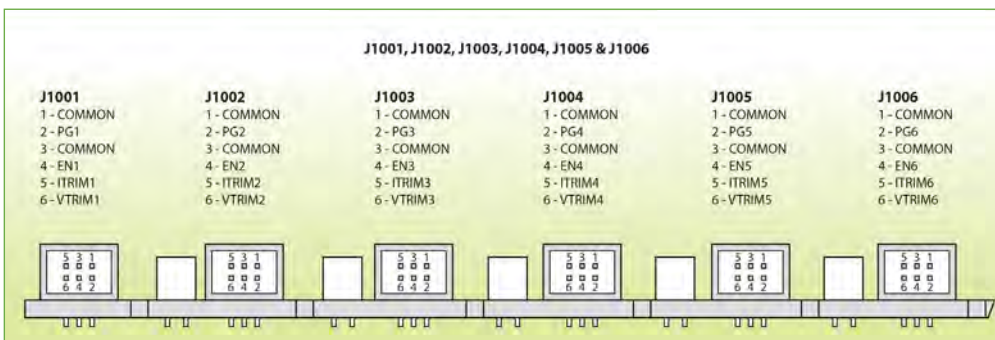 J1001, J1002, J1003, J1004, J1005 & J1006
J1001
1 - COMMON
2 - PG1
3 - COMMON
4 - EN1
5 - ITRIM1
6 - VTRIM1
J1002
1 - COMMON
2 - PG2
3 - COMMON
4 - EN2
5 - ITRIM2
6 - VTRIM2
J1003
1 - COMMON
2 - PG3
3 - COMMON
4 - EN3
5 - ITRIM3
6 - VTRIM3
J1004
1 - COMMON
2 - PG4
3 - COMMON
4 - EN4
5 - ITRIM4
6 - VTRIM4
J1005
1 - COMMON
2 - PG5
3 - COMMON
4 - EN5
5 - ITRIM5
6 - VTRIM5
J1006
1 - COMMON
2 - PG6
3 - COMMON
4 - EN6
5 - ITRIM6
6 - VTRIM6
5 3 1
6 4 2
5 3 1
6 4 2
5 3 1
6 4 2
5 3 1
6 4 2
5 3 1
6 4 2
5 3 1
6 4 2